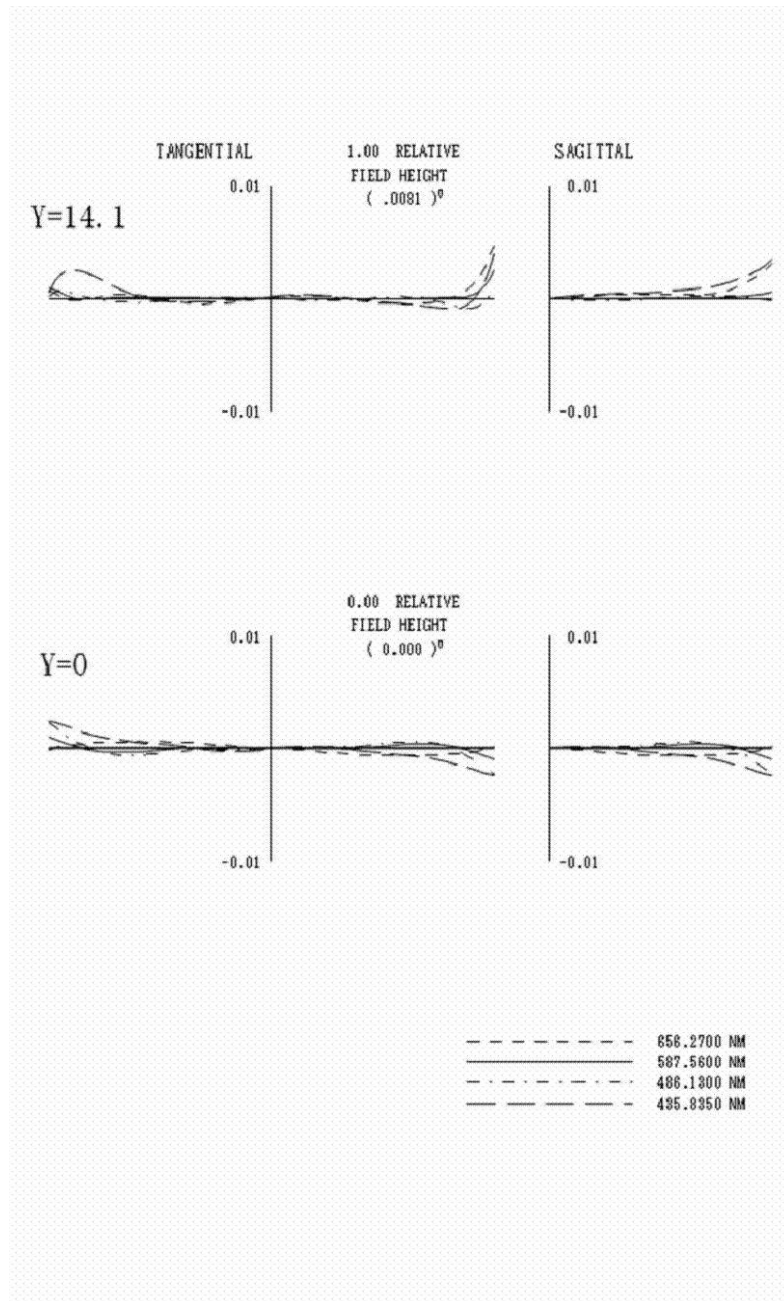 TANGENTIAL 1.00 RELATIVE SAGITTAL
FIELD HEIGHT
0.01 ( .0081 )º 0.01
Y=14.1
-0.01 -0.01
0.00 RELATIVE
FIELD HEIGHT
0.01 ( 0.000 )º 0.01
Y=0
-0.01 -0.01
656.2700 NM
587.5600 NM
486.1300 NM
435.8350 NM